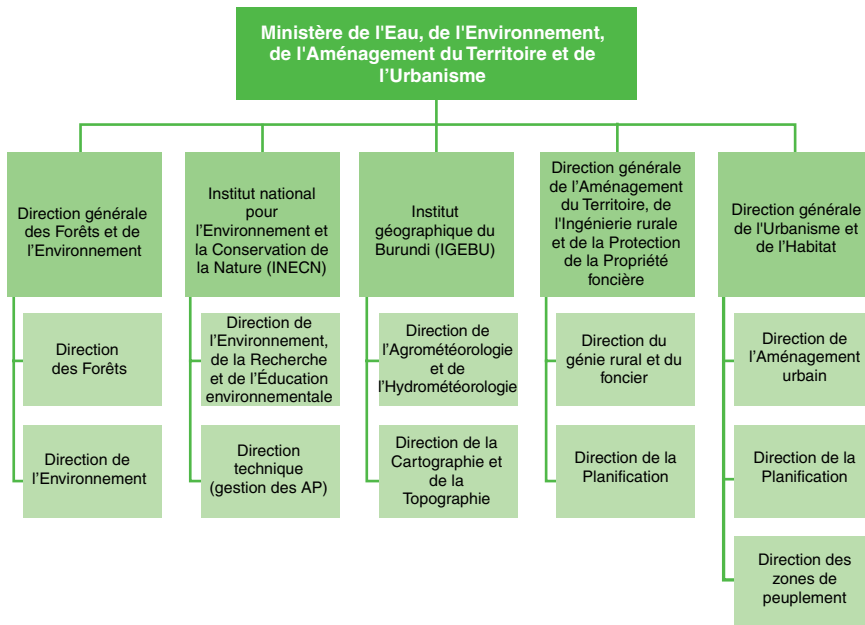 Ministère de l'Eau, de l'Environnement,
de l'Aménagement du Territoire et de
l’Urbanisme
Direction générale
des Forêts et de
l’Environnement
Institut national
pour
l’Environnement et
la Conservation de
la Nature (INECN)
Institut
géographique du
Burundi (IGEBU)
Direction générale
de l’Aménagement
du Territoire, de
l'Ingénierie rurale
et de la Protection
de la Propriété
foncière
Direction générale
de l'Urbanisme et
de l’Habitat
Direction
des Forêts
Direction de
l’Environnement,
de la Recherche
et de l’Éducation
environnementale
Direction de
l’Agrométéorologie
et de
l’Hydrométéorologie
Direction du
génie rural et du
foncier
Direction de
l’Aménagement
urbain
Direction de
l’Environnement
Direction
technique
(gestion des AP)
Direction de la
Cartographie et
de la
Topographie
Direction de la
Planification
Direction de la
Planification
Direction des
zones de
peuplement